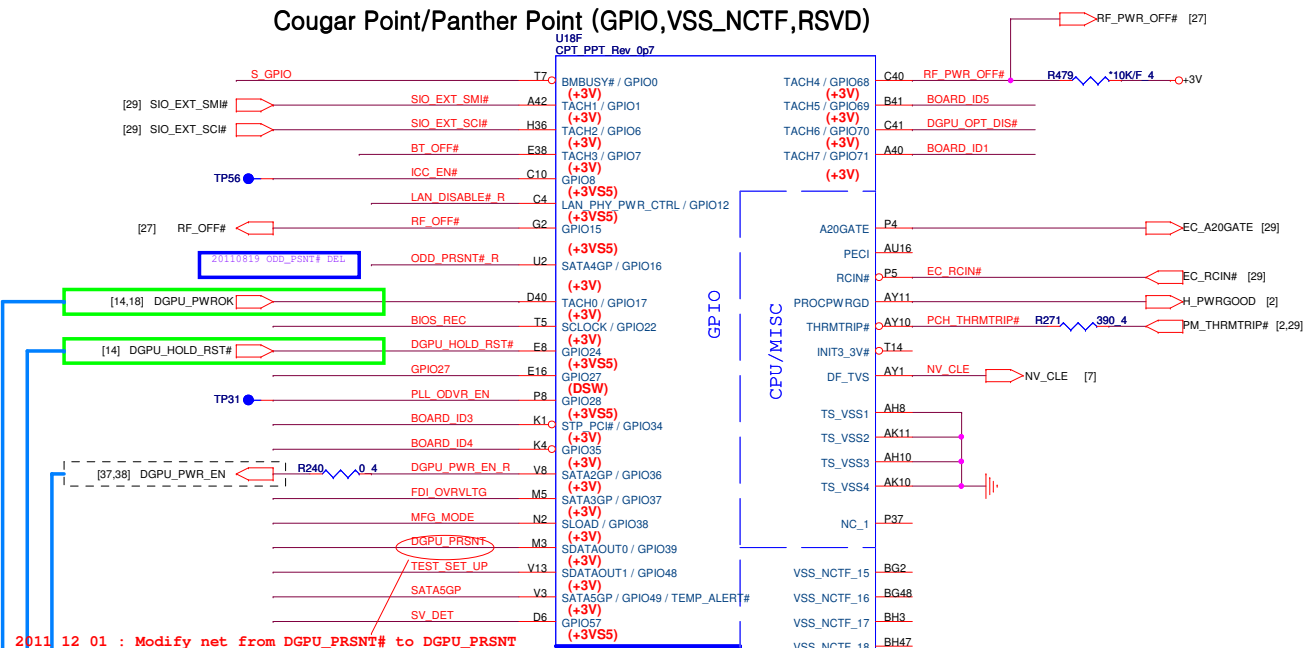 Cougar Point/Panther Point (GPIO,VSS_NCTF,RSVD)
RF_PWR_OFF# [27]
U18F
CPT_PPT_Rev_0p7
S_GPIO T7 BMBUSY# / GPIO0 TACH4 / GPIO68 C40 RF_PWR_OFF# R479 *10K/F_4 +3V
(+3V) (+3V)
[29] SIO_EXT_SMI# SIO_EXT_SMI# A42 TACH1 / GPIO1 TACH5 / GPIO69 B41 BOARD_ID5
(+3V) (+3V)
[29] SIO_EXT_SCI# SIO_EXT_SCI# H36 TACH2 / GPIO6 TACH6 / GPIO70 C41 DGPU_OPT_DIS#
(+3V) (+3V)
BT_OFF# E38 TACH3 / GPIO7 TACH7 / GPIO71 A40 BOARD_ID1
(+3V) (+3V)
TP56 ICC_EN# C10 GPIO8
(+3VS5)
LAN_DISABLE#_R C4 LAN_PHY_PWR_CTRL / GPIO12
(+3VS5)
[27] RF_OFF# RF_OFF# G2 GPIO15 A20GATE P4 EC_A20GATE [29]
(+3VS5)
PECI AU16
20110819 ODD_PSNT# DEL
ODD_PRSNT#_R U2 SATA4GP / GPIO16
RCIN# P5 EC_RCIN# EC_RCIN# [29]
(+3V)
[14,18] DGPU_PWROK D40 TACH0 / GPIO17 PROCPWRGD AY11 H_PWRGOOD [2]
(+3V)
GPIO
CPU/MISC
BIOS_REC T5 SCLOCK / GPIO22 THRMTRIP# AY10 PCH_THRMTRIP# R271 390_4 PM_THRMTRIP# [2,29]
(+3V)
[14] DGPU_HOLD_RST# DGPU_HOLD_RST# E8 GPIO24 INIT3_3V# T14
(+3VS5)
GPIO27 E16 GPIO27 DF_TVS AY1 NV_CLE NV_CLE [7]
(DSW)
TP31 PLL_ODVR_EN P8 GPIO28
(+3VS5)
BOARD_ID3 K1 STP_PCI# / GPIO34 TS_VSS1 AH8
(+3V)
BOARD_ID4 K4 GPIO35 TS_VSS2 AK11
(+3V)
[37,38] DGPU_PWR_EN R240 0_4 DGPU_PWR_EN_R V8 SATA2GP / GPIO36 TS_VSS3 AH10
(+3V)
FDI_OVRVLTG M5 SATA3GP / GPIO37 TS_VSS4 AK10
(+3V)
MFG_MODE N2 SLOAD / GPIO38 NC_1 P37
(+3V)
DGPU_PRSNT M3 SDATAOUT0 / GPIO39
(+3V)
TEST_SET_UP V13 SDATAOUT1 / GPIO48 VSS_NCTF_15 BG2
(+3V)
SATA5GP V3 SATA5GP / GPIO49 / TEMP_ALERT# VSS_NCTF_16 BG48
(+3V)
SV_DET D6 GPIO57 VSS_NCTF_17 BH3
(+3VS5)
2011 12 01 : Modify net from DGPU_PRSNT# to DGPU_PRSNT
VSS_NCTF_18 BH47